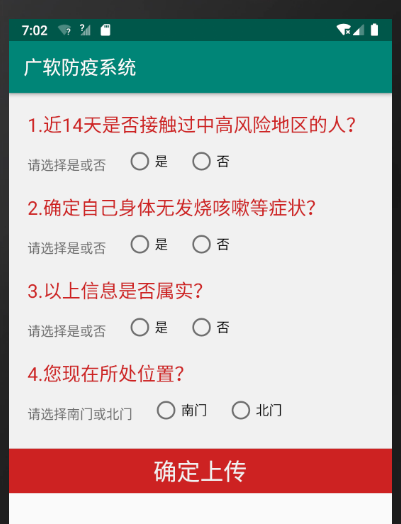 7:02
广软防疫系统
1.近14天是否接触过中高风险地区的人?
请选择是或否 是 否
2.确定自己身体无发烧咳嗽等症状?
请选择是或否 是 否
3.以上信息是否属实?
请选择是或否 是 否
4.您现在所处位置?
请选择南门或北门 南门 北门
确定上传